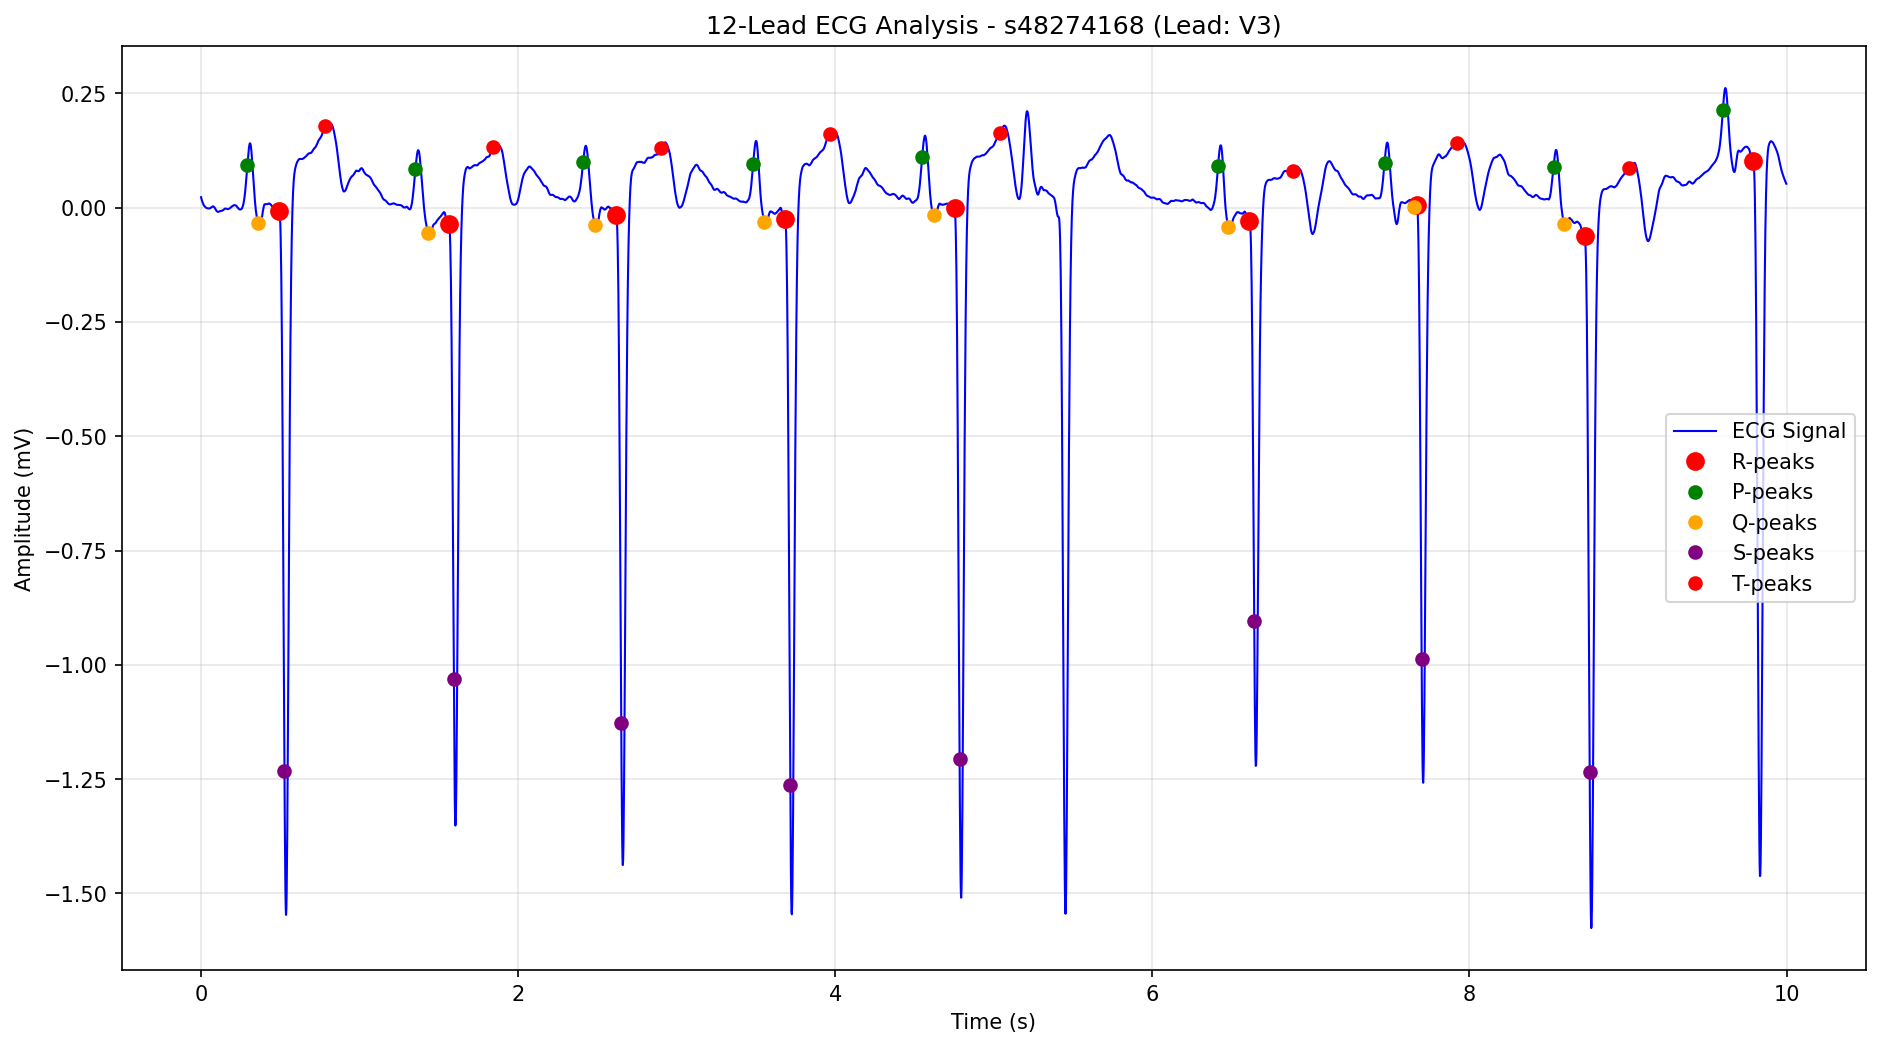 12-Lead ECG Analysis - s48274168 (Lead: V3)
0.25
0.00
−0.25
−0.50
−0.75
−1.00
−1.25
−1.50
Amplitude (mV)
ECG Signal
R-peaks
P-peaks
Q-peaks
S-peaks
T-peaks
0 2 4 6 8 10
Time (s)